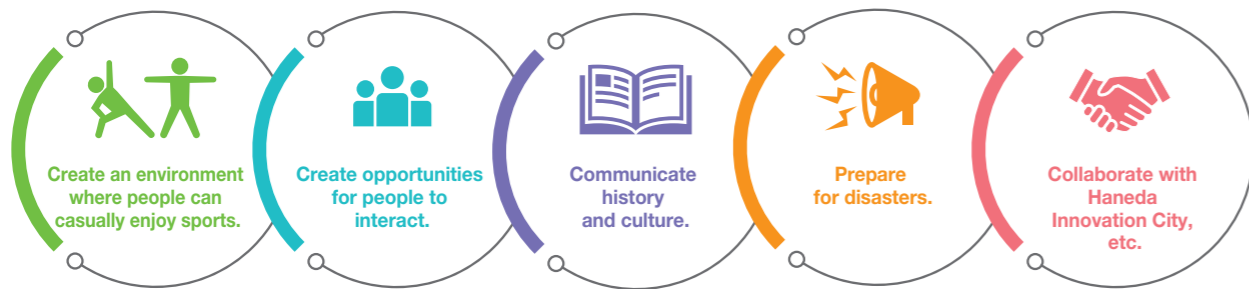 Create an environment
where people can
casually enjoy sports.
Create opportunities
for people to
interact.
Communicate
history
and culture.
Prepare
for disasters.
Collaborate with
Haneda
Innovation City,
etc.